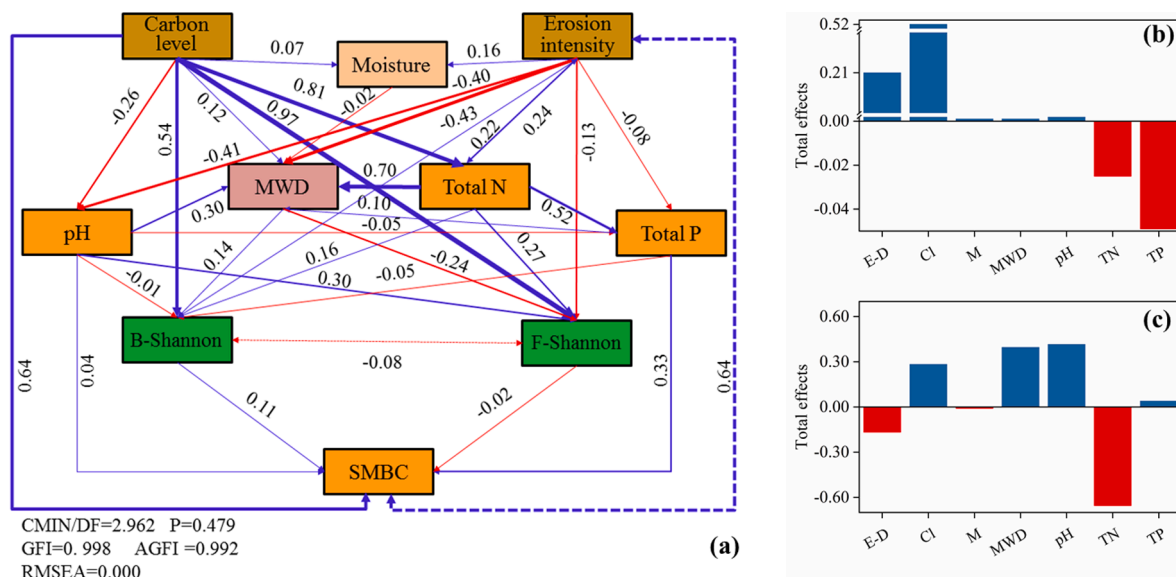 Carbon level
Erosion intensity
Moisture
0.07
0.16
-0.26
0.54
0.12
0.81
0.97
-0.02
-0.40
-0.43
0.22
0.24
-0.13
-0.08
-0.41
0.70
MWD
Total N
0.30
0.10
0.52
-0.05
pH
Total P
0.14
0.16
0.27
-0.05
-0.24
-0.01
0.30
B-Shannon
F-Shannon
-0.08
0.64
0.04
0.11
-0.02
0.33
0.64
SMBC
CMIN/DF=2.962 P=0.479
GFI=0. 998 AGFI =0.992
RMSEA=0.000
(a)
(b)
Total effects
0.52
0.21
0.00
-0.02
-0.04
E-D Cl M MWD pH TN TP
(c)
Total effects
0.60
0.30
0.00
-0.30
-0.60
E-D Cl M MWD pH TN TP